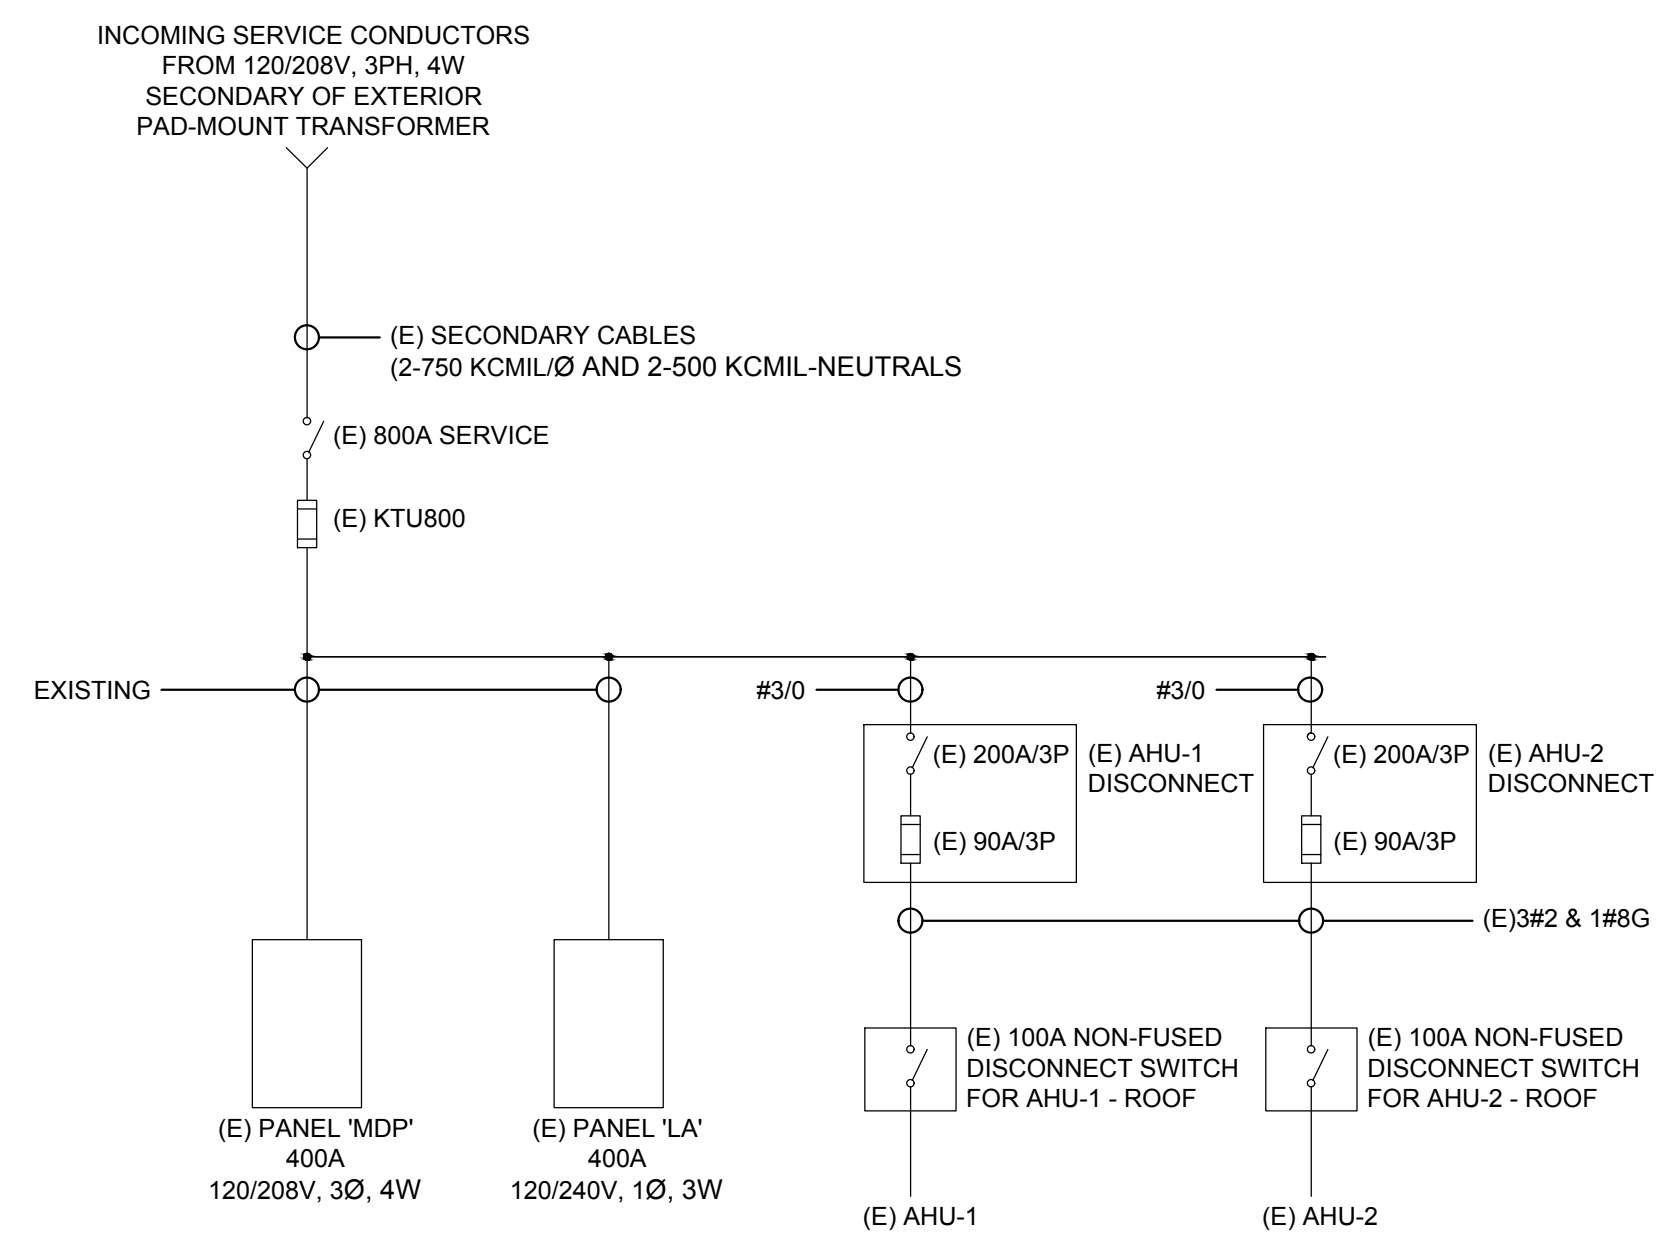 INCOMING SERVICE CONDUCTORS
FROM 120/208V, 3PH, 4W
SECONDARY OF EXTERIOR
PAD-MOUNT TRANSFORMER
(E) SECONDARY CABLES
(2-750 KCMIL/Ø AND 2-500 KCMIL-NEUTRALS
(E) 800A SERVICE
(E) KTU800
EXISTING
#3/0
#3/0
(E) 200A/3P
(E) AHU-1
DISCONNECT
(E) 90A/3P
(E) 200A/3P
(E) AHU-2
DISCONNECT
(E) 90A/3P
(E)3#2 & 1#8G
(E) 100A NON-FUSED
DISCONNECT SWITCH
FOR AHU-1 - ROOF
(E) 100A NON-FUSED
DISCONNECT SWITCH
FOR AHU-2 - ROOF
(E) PANEL 'MDP'
400A
120/208V, 3Ø, 4W
(E) PANEL 'LA'
400A
120/240V, 1Ø, 3W
(E) AHU-1
(E) AHU-2